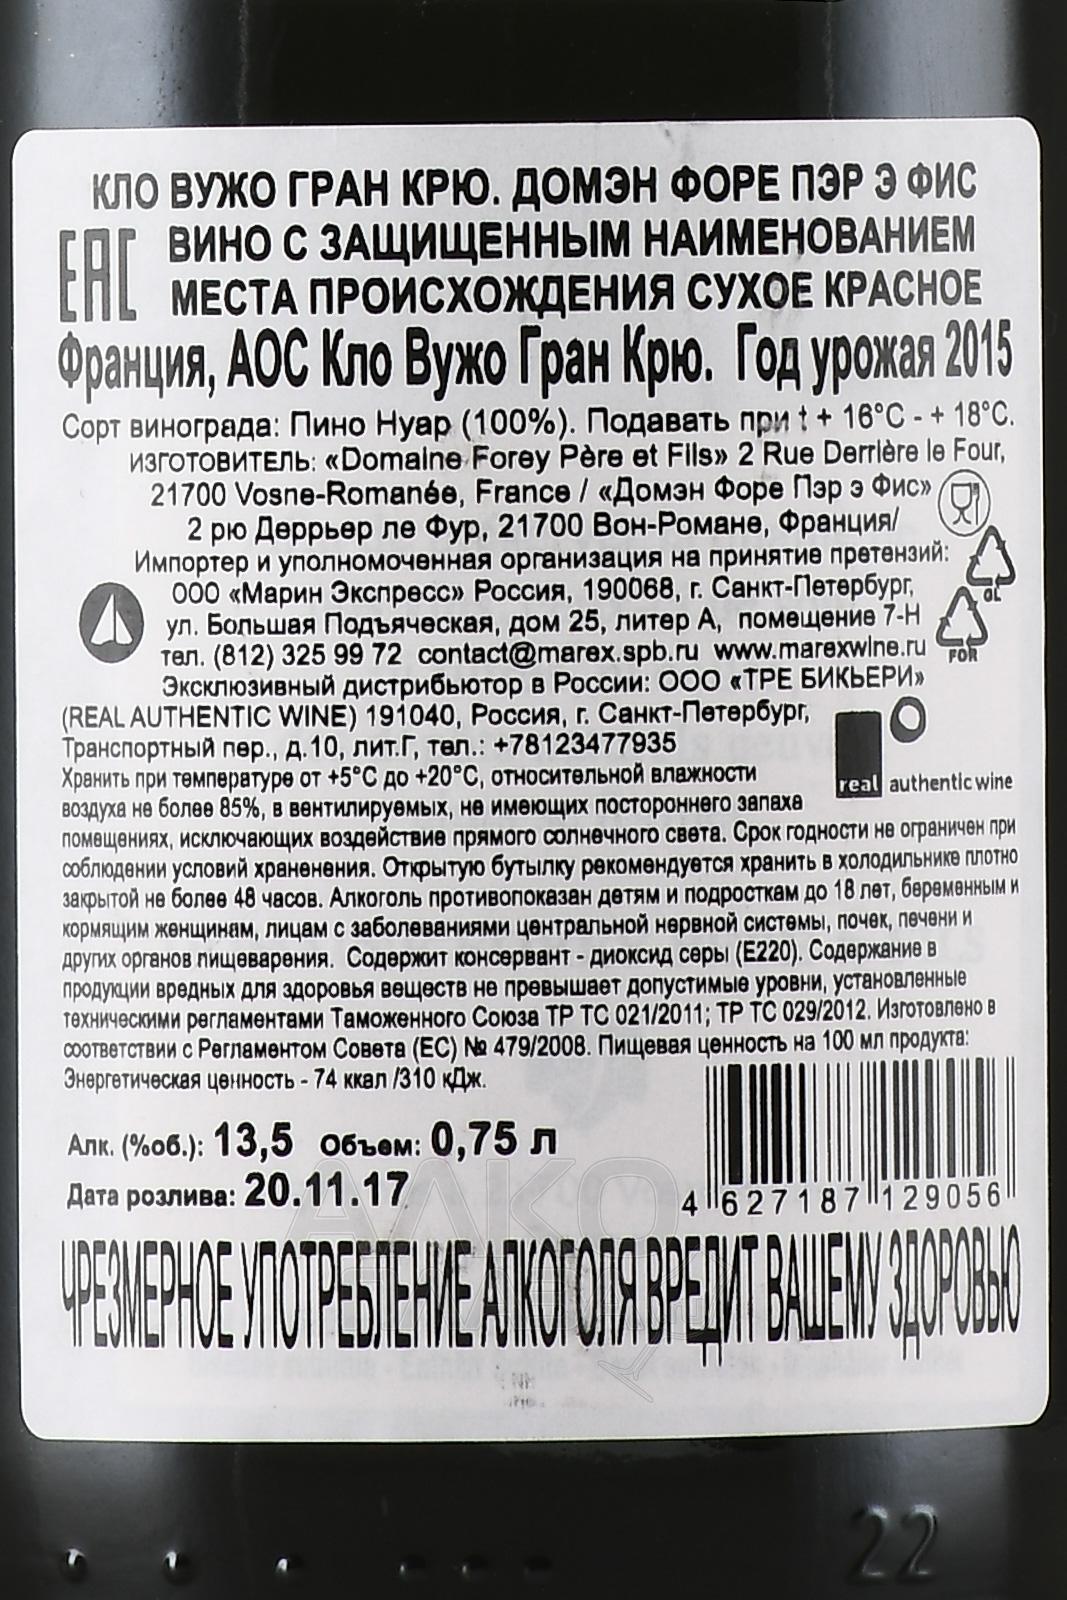 КЛО ВУЖО ГРАН КРЮ. ДОМЭН ФОРЕ ПЭР Э ФИС
EAC
ВИНО С ЗАЩИЩЕННЫМ НАИМЕНОВАНИЕМ
МЕСТА ПРОИСХОЖДЕНИЯ СУХОЕ КРАСНОЕ
Франция, АОС Кло Вужо Гран Крю. Год урожая 2015
Сорт винограда: Пино Нуар (100%). Подавать при t + 16°C - + 18°C.
ИЗГОТОВИТЕЛЬ: «Domaine Forey Père et Fils» 2 Rue Derrière le Four,
21700 Vosne-Romanée, France / «Домэн Форе Пэр э Фис»
2 рю Деррьер ле Фур, 21700 Вон-Романе, Франция/
Импортер и уполномоченная организация на принятие претензий:
ООО «Марин Экспресс» Россия, 190068, г. Санкт-Петербург,
GL
ул. Большая Подъяческая, дом 25, литер А, помещение 7-Н
тел. (812) 325 99 72 contact@marex.spb.ru www.marexwine.ru
FOR
Эксклюзивный дистрибьютор в России: ООО «ТРЕ БИКЬЕРИ»
(REAL AUTHENTIC WINE) 191040, Россия, г. Санкт-Петербург,
Транспортный пер., д.10, лит.Г, тел.: +78123477935
real authentic wine
Хранить при температуре от +5°C до +20°C, относительной влажности
воздуха не более 85%, в вентилируемых, не имеющих постороннего запаха
помещениях, исключающих воздействие прямого солнечного света. Срок годности не ограничен при
соблюдении условий храненения. Открытую бутылку рекомендуется хранить в холодильнике плотно
закрытой не более 48 часов. Алкоголь противопоказан детям и подросткам до 18 лет, беременным и
кормящим женщинам, лицам с заболеваниями центральной нервной системы, почек, печени и
других органов пищеварения. Содержит консервант - диоксид серы (Е220). Содержание в
продукции вредных для здоровья веществ не превышает допустимые уровни, установленные
техническими регламентами Таможенного Союза ТР ТС 021/2011; ТР ТС 029/2012. Изготовлено в
соответствии с Регламентом Совета (ЕС) № 479/2008. Пищевая ценность на 100 мл продукта:
Энергетическая ценность - 74 ккал /310 кДж.
Алк. (%об.): 13,5 Объем: 0,75 л
Дата розлива: 20.11.17
4 627187 129056
ЧРЕЗМЕРНОЕ УПОТРЕБЛЕНИЕ АЛКОГОЛЯ ВРЕДИТ ВАШЕМУ ЗДОРОВЬЮ
22